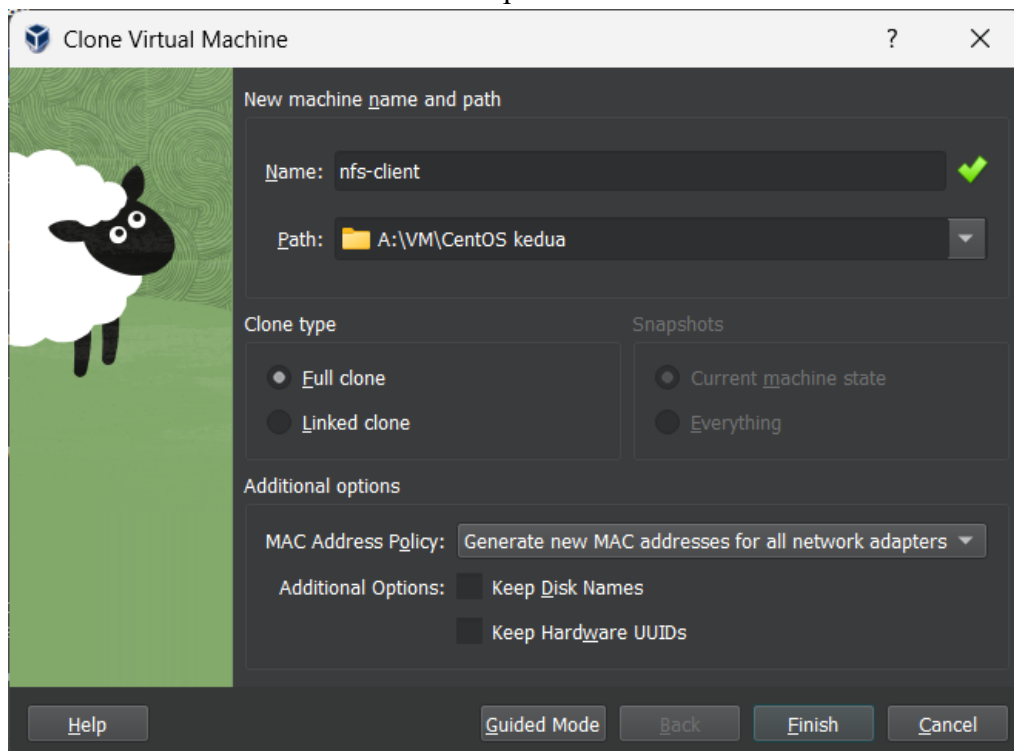 Clone Virtual Machine
?
New machine name and path
Name: nfs-client
Path: A:\VM\CentOS kedua
Clone type
Snapshots
Full clone
Current machine state
Linked clone
Everything
Additional options
MAC Address Policy: Generate new MAC addresses for all network adapters
Additional Options: Keep Disk Names
Keep Hardware UUIDs
Help Guided Mode Back Finish Cancel